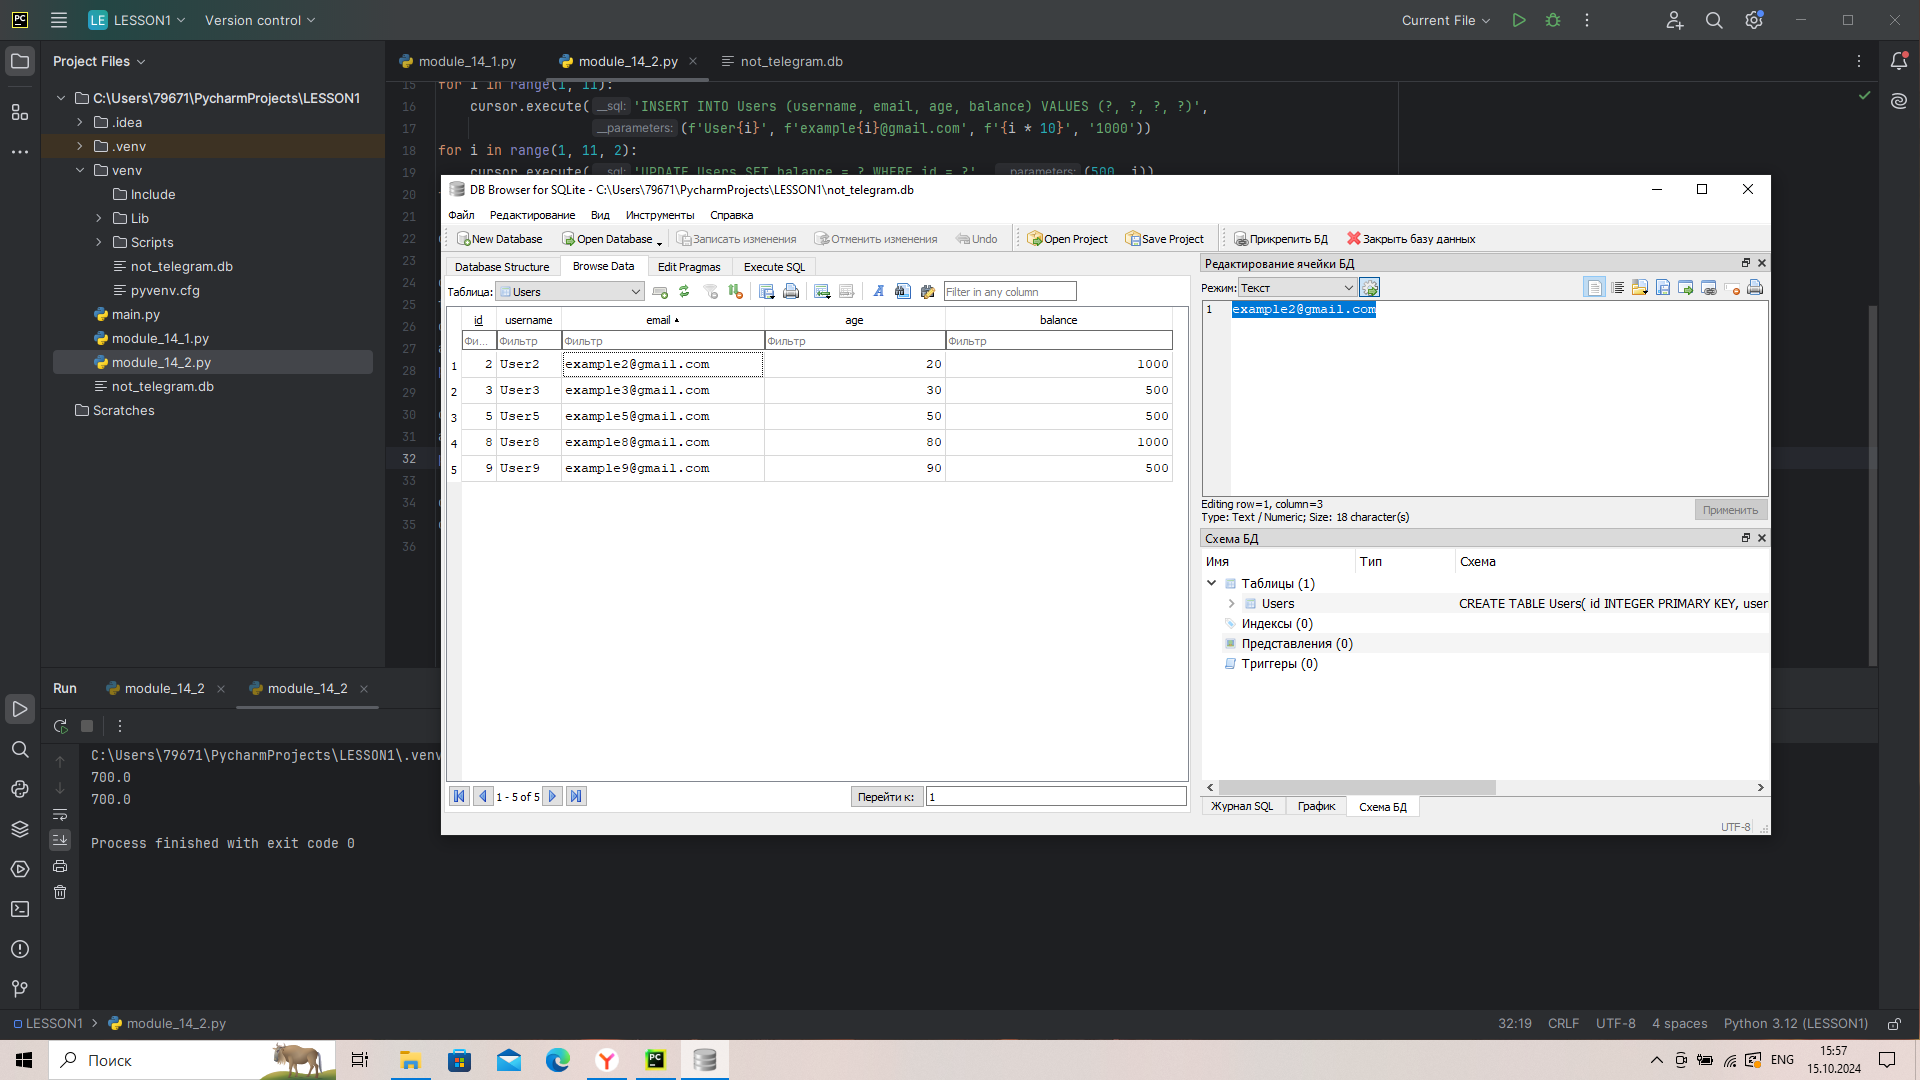 LE LESSON1 Version control Current File
Project Files
C:\Users\79671\PycharmProjects\LESSON1
.idea
.venv
venv
Include
Lib
Scripts
not_telegram.db
pyvenv.cfg
main.py
module_14_1.py
module_14_2.py
not_telegram.db
Scratches
module_14_1.py module_14_2.py not_telegram.db
15 for i in range(1, 11):
16 cursor.execute( __sql: 'INSERT INTO Users (username, email, age, balance) VALUES (?, ?, ?, ?)',
17 __parameters: (f'User{i}', f'example{i}@gmail.com', f'{i * 10}', '1000'))
18 for i in range(1, 11, 2):
19 cursor.execute( __sql: 'UPDATE Users SET balance = ? WHERE id = ?', __parameters: (500, i))
20
21
22
23
24
25
26
27
28
29
30
31
32
33
34
35
36
DB Browser for SQLite - C:\Users\79671\PycharmProjects\LESSON1\not_telegram.db
Файл Редактирование Вид Инструменты Справка
New Database Open Database Записать изменения Отменить изменения Undo Open Project Save Project Прикрепить БД Закрыть базу данных
Database Structure Browse Data Edit Pragmas Execute SQL
Таблица: Users Filter in any column
id username email age balance
Фи... Фильтр Фильтр Фильтр Фильтр
1 2 User2 example2@gmail.com 20 1000
2 3 User3 example3@gmail.com 30 500
3 5 User5 example5@gmail.com 50 500
4 8 User8 example8@gmail.com 80 1000
5 9 User9 example9@gmail.com 90 500
1 - 5 of 5 Перейти к: 1
Редактирование ячейки БД
Режим: Текст
1 example2@gmail.com
Editing row=1, column=3
Type: Text / Numeric; Size: 18 character(s)
Применить
Схема БД
Имя Тип Схема
Таблицы (1)
Users CREATE TABLE Users( id INTEGER PRIMARY KEY, user
Индексы (0)
Представления (0)
Триггеры (0)
Журнал SQL График Схема БД
UTF-8
Run module_14_2 module_14_2
C:\Users\79671\PycharmProjects\LESSON1\.venv
700.0
700.0
Process finished with exit code 0
LESSON1 module_14_2.py 32:19 CRLF UTF-8 4 spaces Python 3.12 (LESSON1)
Поиск ENG 15:57
15.10.2024